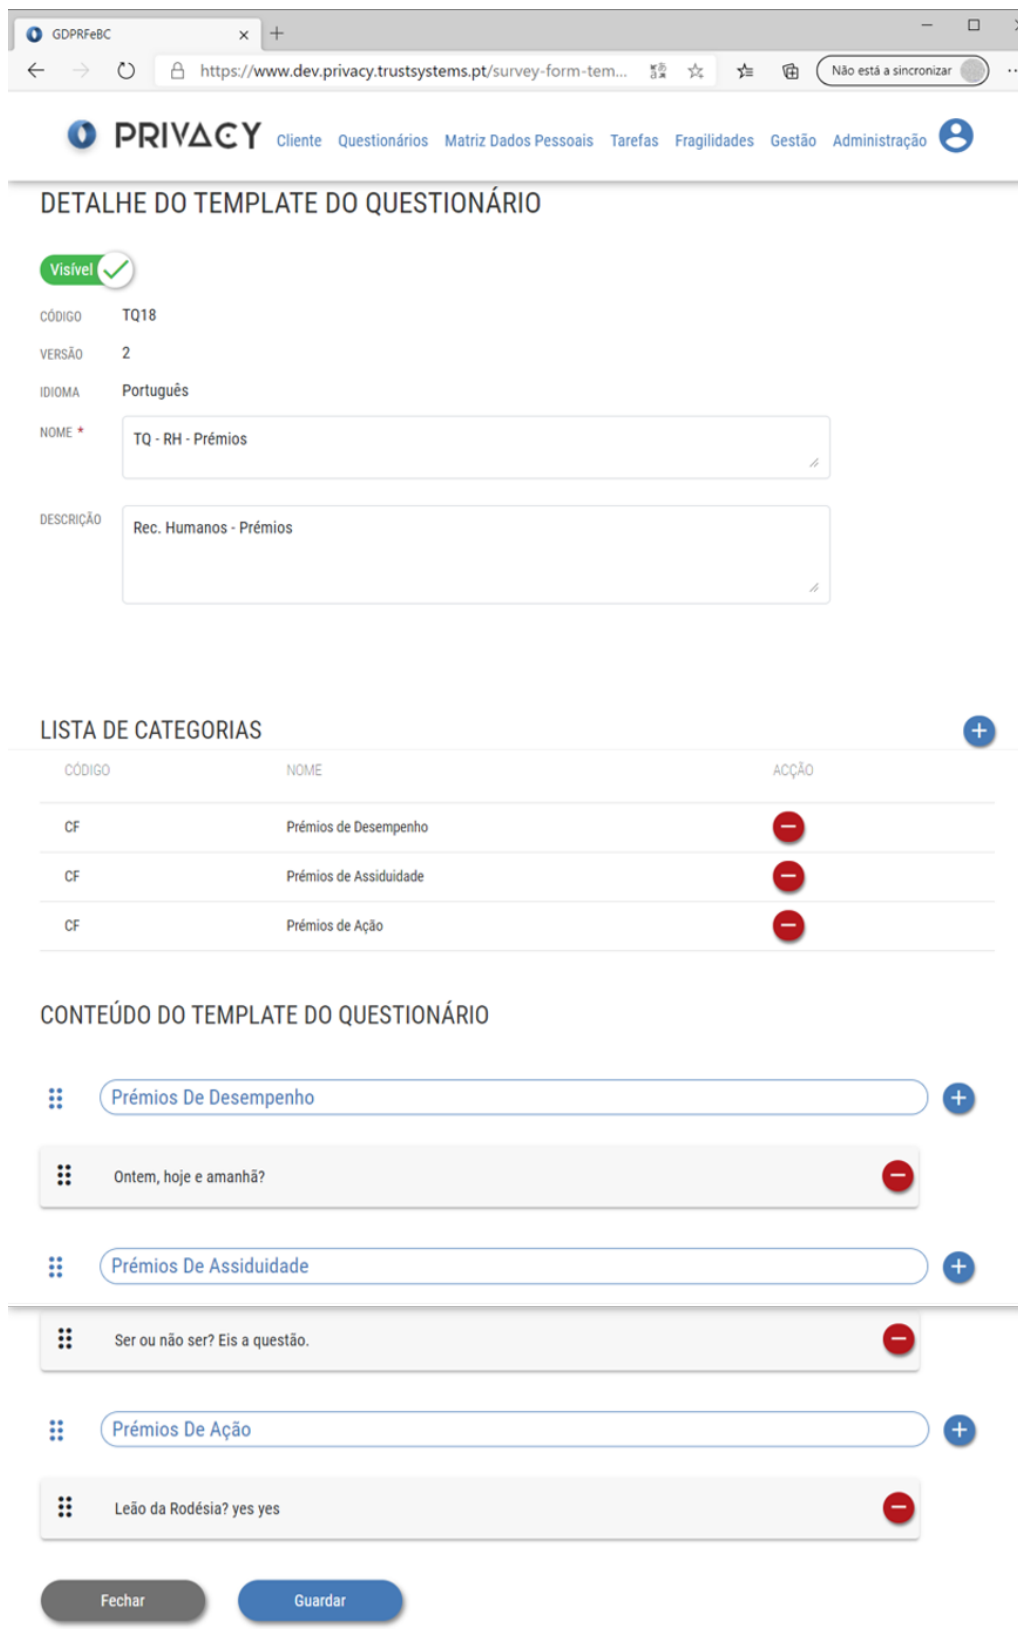 GDPRFeBC
https://www.dev.privacy.trustsystems.pt/survey-form-tem...
Não está a sincronizar
PRIVACY Cliente Questionários Matriz Dados Pessoais Tarefas Fragilidades Gestão Administração
DETALHE DO TEMPLATE DO QUESTIONÁRIO
Visível
CÓDIGO TQ18
VERSÃO 2
IDIOMA Português
NOME * TQ - RH - Prémios
DESCRIÇÃO Rec. Humanos - Prémios
LISTA DE CATEGORIAS
CÓDIGO NOME ACÇÃO
CF Prémios de Desempenho
CF Prémios de Assiduidade
CF Prémios de Ação
CONTEÚDO DO TEMPLATE DO QUESTIONÁRIO
Prémios De Desempenho
Ontem, hoje e amanhã?
Prémios De Assiduidade
Ser ou não ser? Eis a questão.
Prémios De Ação
Leão da Rodésia? yes yes
Fechar Guardar